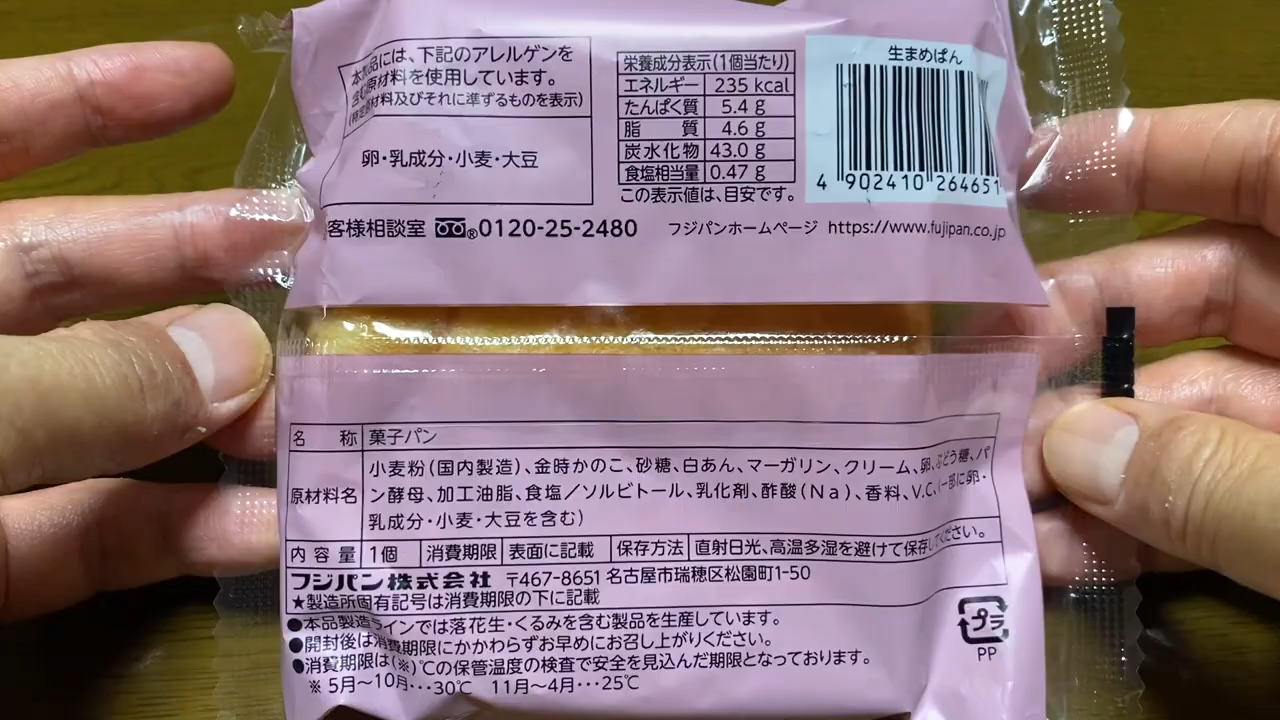 本製品には、下記のアレルゲンを
含む原材料を使用しています。
(特定原材料及びそれに準ずるものを表示)
卵・乳成分・小麦・大豆
栄養成分表示(1個当たり)
エネルギー 235 kcal
たんぱく質 5.4 g
脂質 4.6 g
炭水化物 43.0 g
食塩相当量 0.47 g
この表示値は、目安です。
生まめぱん
4 902410 264651
客様相談室 ®0120-25-2480 フジパンホームページ https://www.fujipan.co.jp
名称 菓子パン
原材料名 小麦粉(国内製造)、金時かのこ、砂糖、白あん、マーガリン、クリーム、卵、ぶどう糖、パ
ン酵母、加工油脂、食塩/ソルビトール、乳化剤、酢酸(Na)、香料、V.C、(一部に卵・
乳成分・小麦・大豆を含む)
内容量 1個 消費期限 表面に記載 保存方法 直射日光、高温多湿を避けて保存してください。
フジパン株式会社 〒467-8651 名古屋市瑞穂区松園町1-50
★製造所固有記号は消費期限の下に記載
●本品製造ラインでは落花生・くるみを含む製品を生産しています。
●開封後は消費期限にかかわらずお早めにお召し上がりください。
●消費期限は(※)℃の保管温度の検査で安全を見込んだ期限となっております。
※ 5月〜10月・・・30℃ 11月〜4月・・・25℃
プラ
PP